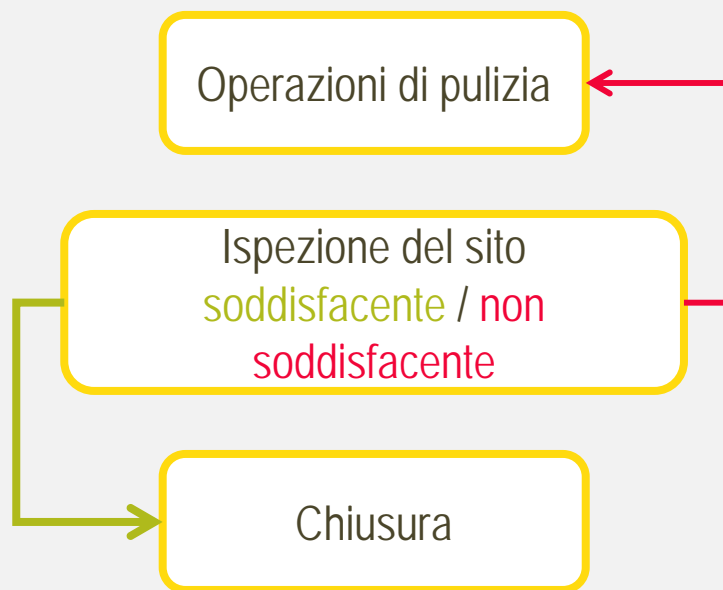 Operazioni di pulizia
Ispezione del sito
soddisfacente / non
soddisfacente
Chiusura